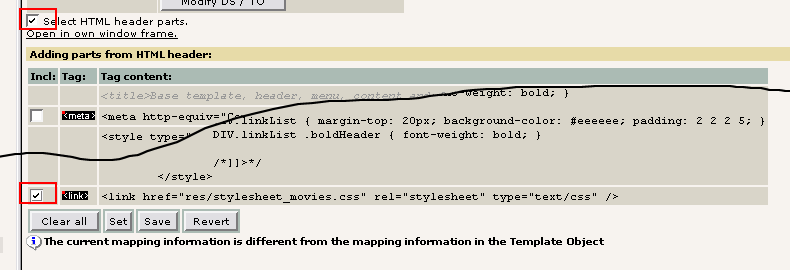 Modify DS / TO
Select HTML header parts.
Open in own window frame.
Adding parts from HTML header:
Incl: Tag: Tag content:
<title>Base template, header, menu, content and
-weight: bold; }
<meta> <meta http-equiv="
.linkList { margin-top: 20px; background-color: #eeeeee; padding: 2 2 2 5; }
<style type="
DIV.linkList .boldHeader { font-weight: bold; }
/*]]>*/
</style>
<link> <link href="res/stylesheet_movies.css" rel="stylesheet" type="text/css" />
Clear all Set Save Revert
The current mapping information is different from the mapping information in the Template Object